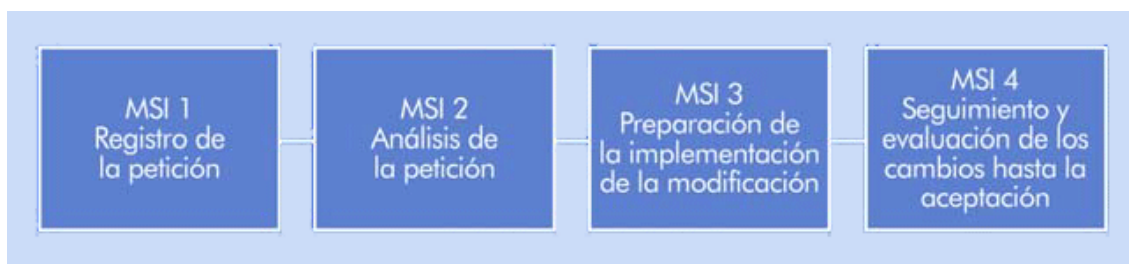 MSI 1
Registro de
la petición
MSI 2
Análisis de
la petición
MSI 3
Preparación de
la implementación
de la modificación
MSI 4
Seguimiento y
evaluación de los
cambios hasta la
aceptación